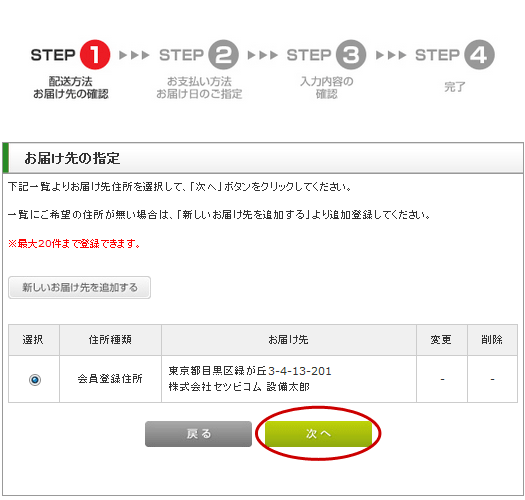 STEP 1 STEP 2 STEP 3 STEP 4
配送方法
お届け先の確認
お支払い方法
お届け日のご指定
入力内容の
確認
完了
お届け先の指定
下記一覧よりお届け先住所を選択して、「次へ」ボタンをクリックしてください。
一覧にご希望の住所が無い場合は、「新しいお届け先を追加する」より追加登録してください。
※最大20件まで登録できます。
新しいお届け先を追加する
選択 住所種類 お届け先 変更 削除
会員登録住所
東京都目黒区緑が丘3-4-13-201
株式会社セツビコム 設備太郎
- -
戻る 次へ